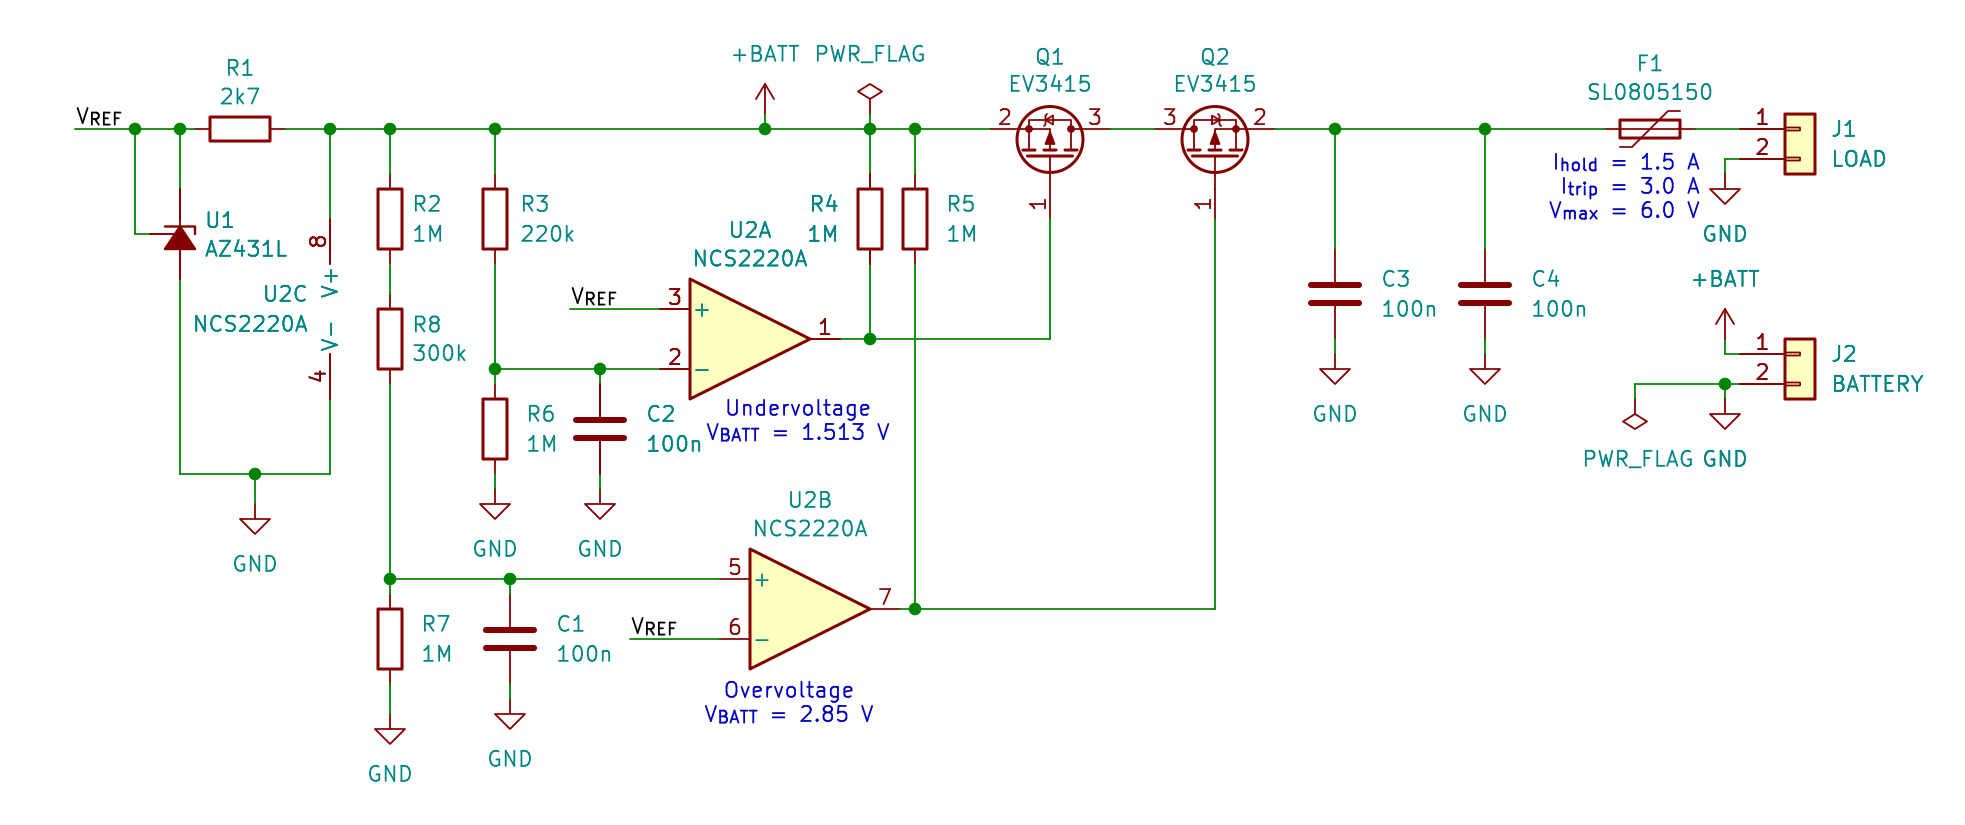 +BATT PWR_FLAG
Q1
EV3415
Q2
EV3415
F1
SL0805150
R1
2k7
VREF
2
3
3
2
1
2
J1
LOAD
Ihold = 1.5 A
Itrip = 3.0 A
Vmax = 6.0 V
GND
U1
AZ431L
8
V+
U2C
NCS2220A
V-
4
R2
1M
R3
220k
R4
1M
R5
1M
1
1
U2A
NCS2220A
VREF
3
+
2
-
1
Undervoltage
VBATT = 1.513 V
R8
300k
R6
1M
C2
100n
C3
100n
C4
100n
GND
GND
+BATT
1
2
J2
BATTERY
PWR_FLAG
GND
GND
GND
GND
U2B
NCS2220A
5
+
VREF
6
-
7
Overvoltage
VBATT = 2.85 V
R7
1M
C1
100n
GND
GND